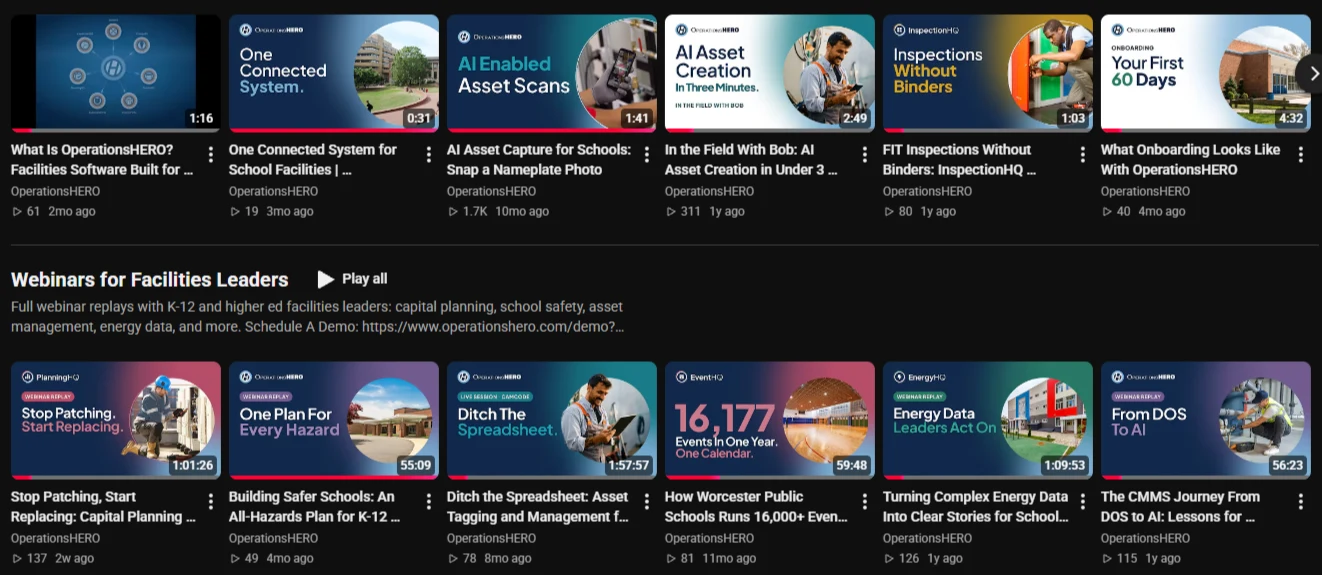 OPERATIONSHERO
One
Connected
System.
OPERATIONSHERO
AI Enabled
Asset Scans
OPERATIONSHERO
AI Asset
Creation
In Three Minutes.
IN THE FIELD WITH BOB
InspectionHQ
Inspections
Without
Binders
OPERATIONSHERO
ONBOARDING
Your First
60 Days
1:16
0:31
1:41
2:49
1:03
4:32
What Is OperationsHERO?
Facilities Software Built for ...
OperationsHERO
61 2mo ago
One Connected System for
School Facilities | ...
OperationsHERO
19 3mo ago
AI Asset Capture for Schools:
Snap a Nameplate Photo
OperationsHERO
1.7K 10mo ago
In the Field With Bob: AI
Asset Creation in Under 3 ...
OperationsHERO
311 1y ago
FIT Inspections Without
Binders: InspectionHQ ...
OperationsHERO
80 1y ago
What Onboarding Looks Like
With OperationsHERO
OperationsHERO
40 4mo ago
Webinars for Facilities Leaders
Play all
Full webinar replays with K-12 and higher ed facilities leaders: capital planning, school safety, asset
management, energy data, and more. Schedule A Demo: https://www.operationshero.com/demo?...
PlanningHQ
WEBINAR REPLAY
Stop Patching.
Start Replacing.
1:01:26
OPERATIONSHERO
WEBINAR REPLAY
One Plan For
Every Hazard
55:09
OPERATIONSHERO
LIVE SESSION · GAMCODE
Ditch The
Spreadsheet.
1:57:57
EventHQ
16,177
Events In One Year.
One Calendar.
59:48
EnergyHQ
WEBINAR REPLAY
Energy Data
Leaders Act On
1:09:53
OPERATIONSHERO
WEBINAR REPLAY
From DOS
To AI
56:23
Stop Patching, Start
Replacing: Capital Planning ...
OperationsHERO
137 2w ago
Building Safer Schools: An
All-Hazards Plan for K-12 ...
OperationsHERO
49 4mo ago
Ditch the Spreadsheet: Asset
Tagging and Management f...
OperationsHERO
78 8mo ago
How Worcester Public
Schools Runs 16,000+ Even...
OperationsHERO
81 11mo ago
Turning Complex Energy Data
Into Clear Stories for School...
OperationsHERO
126 1y ago
The CMMS Journey From
DOS to AI: Lessons for ...
OperationsHERO
115 1y ago